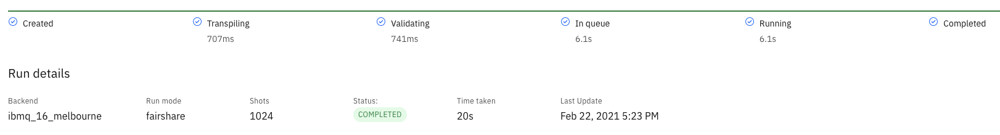 Created Transpiling Validating In queue Running Completed
707ms 741ms 6.1s 6.1s
Run details
Backend Run mode Shots Status: Time taken Last Update
ibmq_16_melbourne fairshare 1024 COMPLETED 20s Feb 22, 2021 5:23 PM